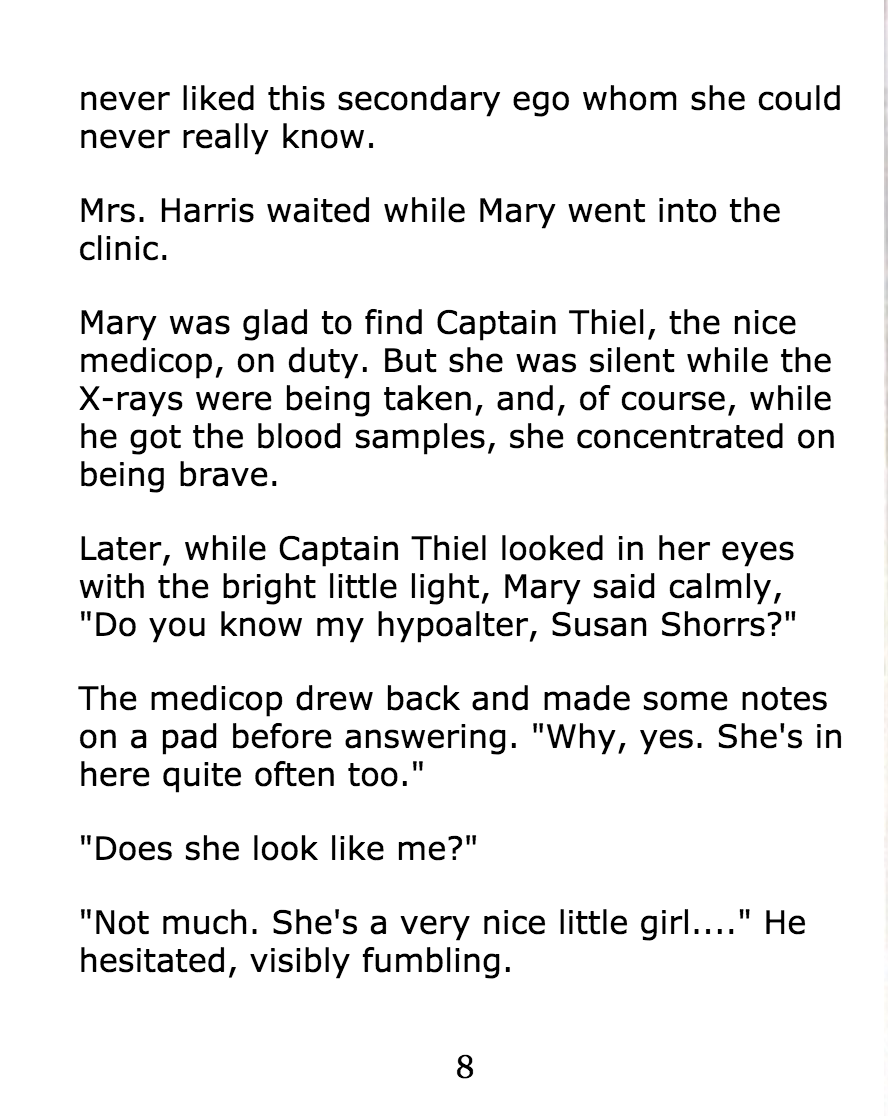 never liked this secondary ego whom she could
never really know.
Mrs. Harris waited while Mary went into the
clinic.
Mary was glad to find Captain Thiel, the nice
medicop, on duty. But she was silent while the
X-rays were being taken, and, of course, while
he got the blood samples, she concentrated on
being brave.
Later, while Captain Thiel looked in her eyes
with the bright little light, Mary said calmly,
"Do you know my hypoalter, Susan Shorrs?"
The medicop drew back and made some notes
on a pad before answering. "Why, yes. She's in
here quite often too."
"Does she look like me?"
"Not much. She's a very nice little girl...." He
hesitated, visibly fumbling.
8